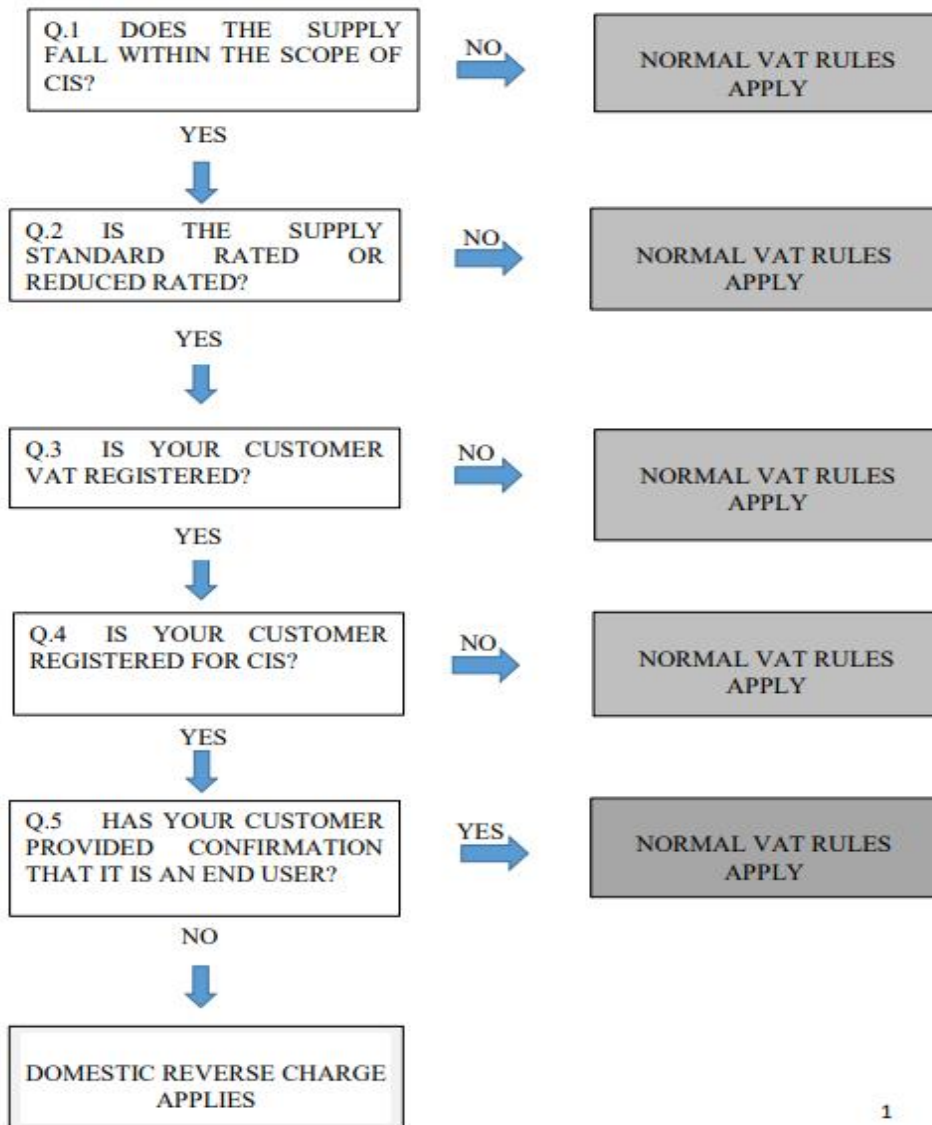 Q.1 DOES THE SUPPLY
FALL WITHIN THE SCOPE OF
CIS?
NO
NORMAL VAT RULES
APPLY
YES
Q.2 IS THE SUPPLY
STANDARD RATED OR
REDUCED RATED?
NO
NORMAL VAT RULES
APPLY
YES
Q.3 IS YOUR CUSTOMER
VAT REGISTERED?
NO
NORMAL VAT RULES
APPLY
YES
Q.4 IS YOUR CUSTOMER
REGISTERED FOR CIS?
NO
NORMAL VAT RULES
APPLY
YES
Q.5 HAS YOUR CUSTOMER
PROVIDED CONFIRMATION
THAT IT IS AN END USER?
YES
NORMAL VAT RULES
APPLY
NO
DOMESTIC REVERSE CHARGE
APPLIES
1